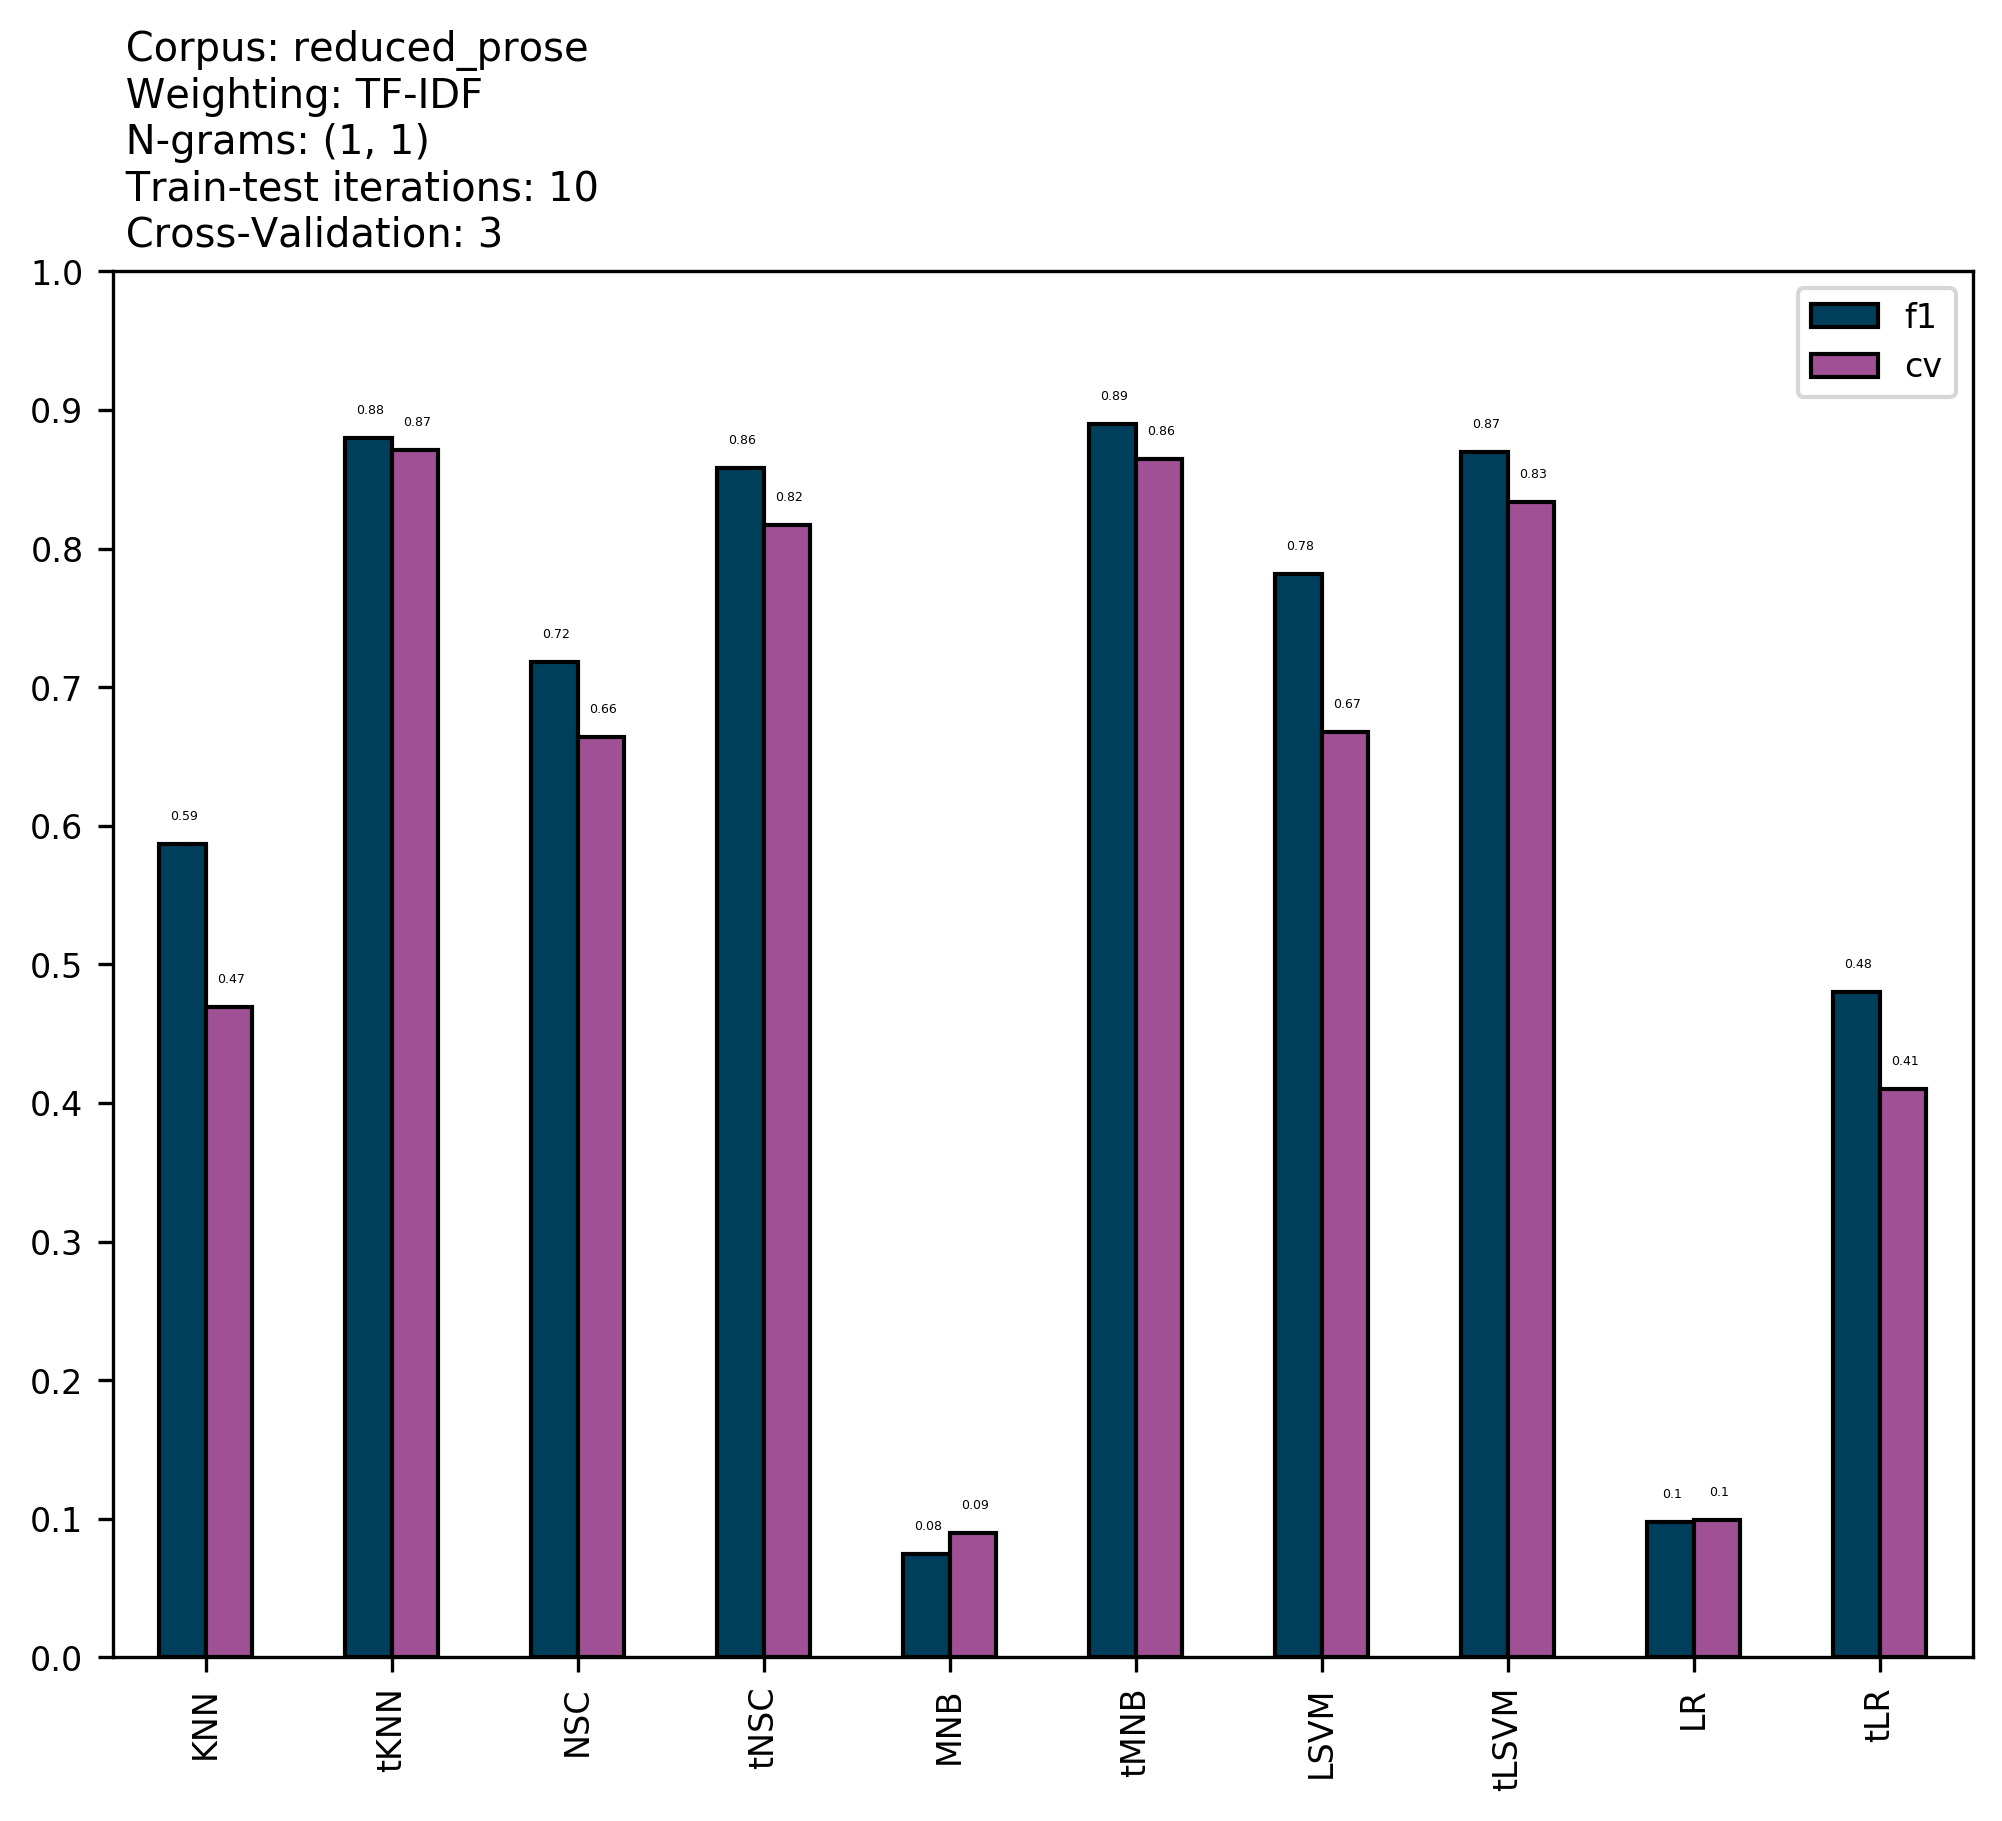 Corpus: reduced_prose
Weighting: TF-IDF
N-grams: (1, 1)
Train-test iterations: 10
Cross-Validation: 3
1.0
0.9
0.8
0.7
0.6
0.5
0.4
0.3
0.2
0.1
0.0
f1
cv
0.59
0.47
0.88
0.87
0.72
0.66
0.86
0.82
0.08
0.09
0.89
0.86
0.78
0.67
0.87
0.83
0.1
0.1
0.48
0.41
KNN
tKNN
NSC
tNSC
MNB
tMNB
LSVM
tLSVM
LR
tLR